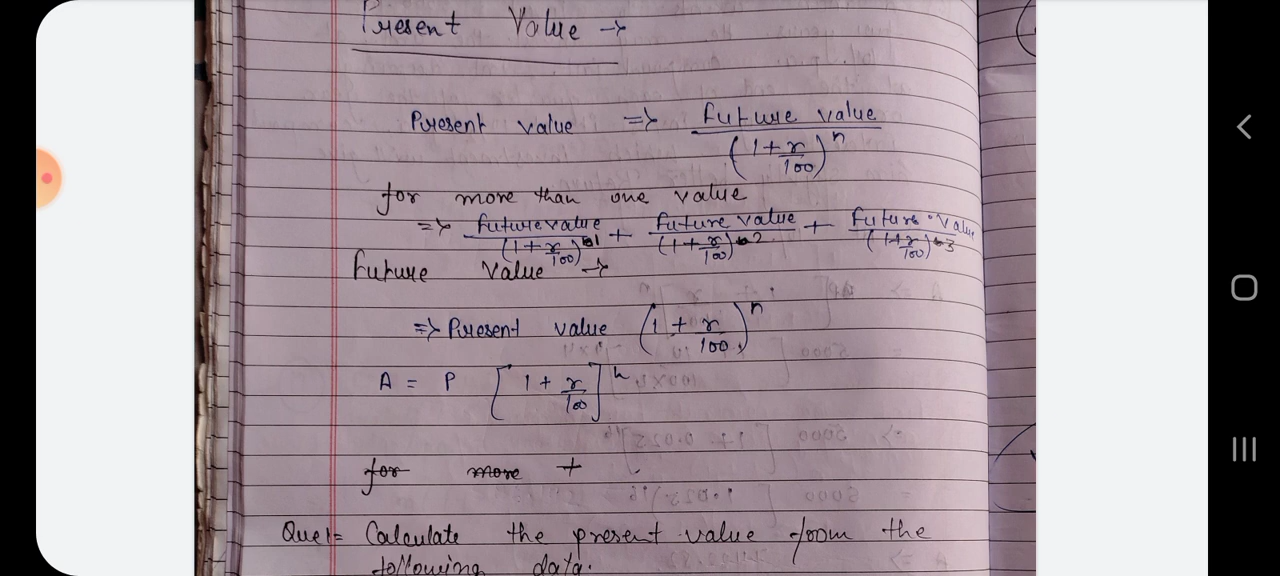 Present Value →
Present value => Future value / (1 + r/100)^n
for more than one value
=> Future value / (1 + r/100)^1 + Future value / (1 + r/100)^2 + Future value / (1 + r/100)^3
Future Value →
=> Present value (1 + r/100)^n
A = P [1 + r/100]^n
for more +
Que1= Calculate the present value from the
following data.